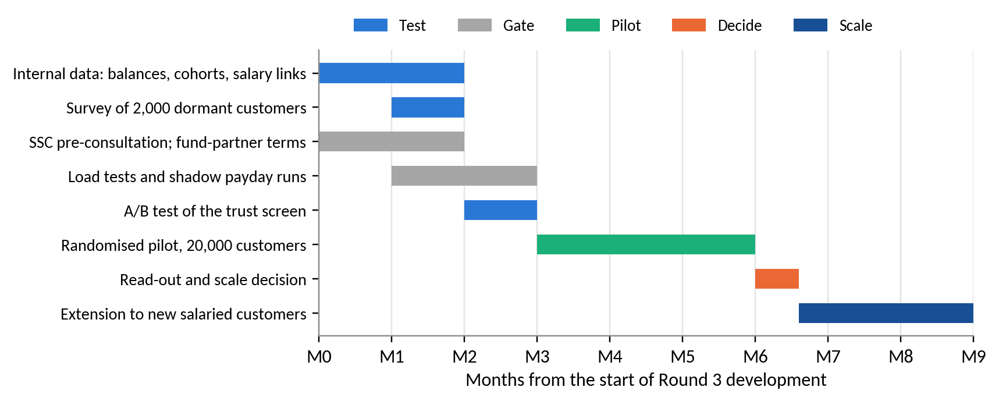 Test Gate Pilot Decide Scale
Internal data: balances, cohorts, salary links
Survey of 2,000 dormant customers
SSC pre-consultation; fund-partner terms
Load tests and shadow payday runs
A/B test of the trust screen
Randomised pilot, 20,000 customers
Read-out and scale decision
Extension to new salaried customers
M0 M1 M2 M3 M4 M5 M6 M7 M8 M9
Months from the start of Round 3 development